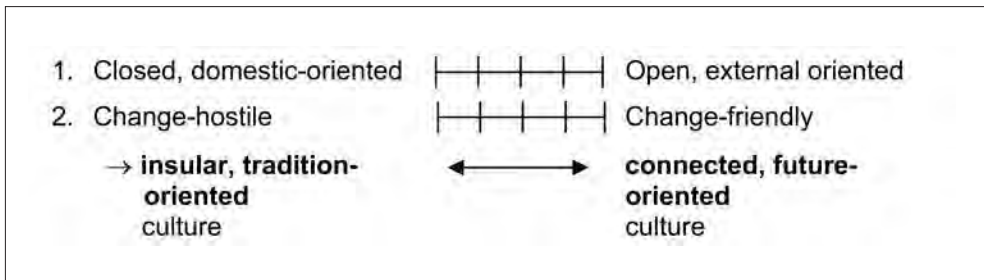 1. Closed, domestic-oriented Open, external oriented
2. Change-hostile Change-friendly
→ insular, tradition- connected, future-
oriented oriented
culture culture